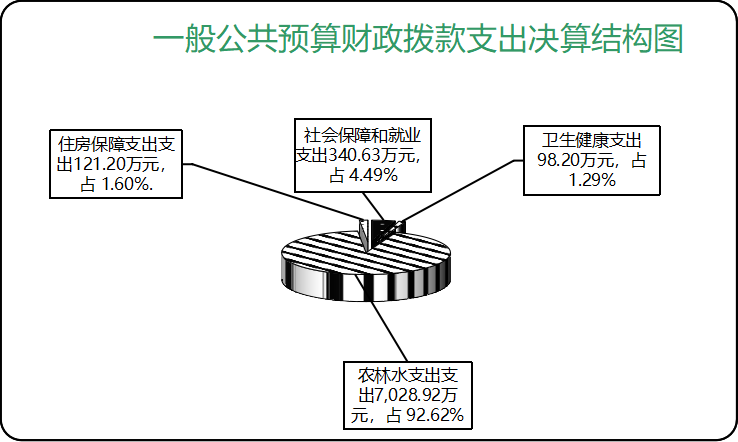 一般公共预算财政拨款支出决算结构图
住房保障支出支
出121.20万元，
占 1.60%.
社会保障和就业
支出340.63万元，
占 4.49%
卫生健康支出
98.20万元，占
1.29%
农林水支出支
出7,028.92万
元，占 92.62%